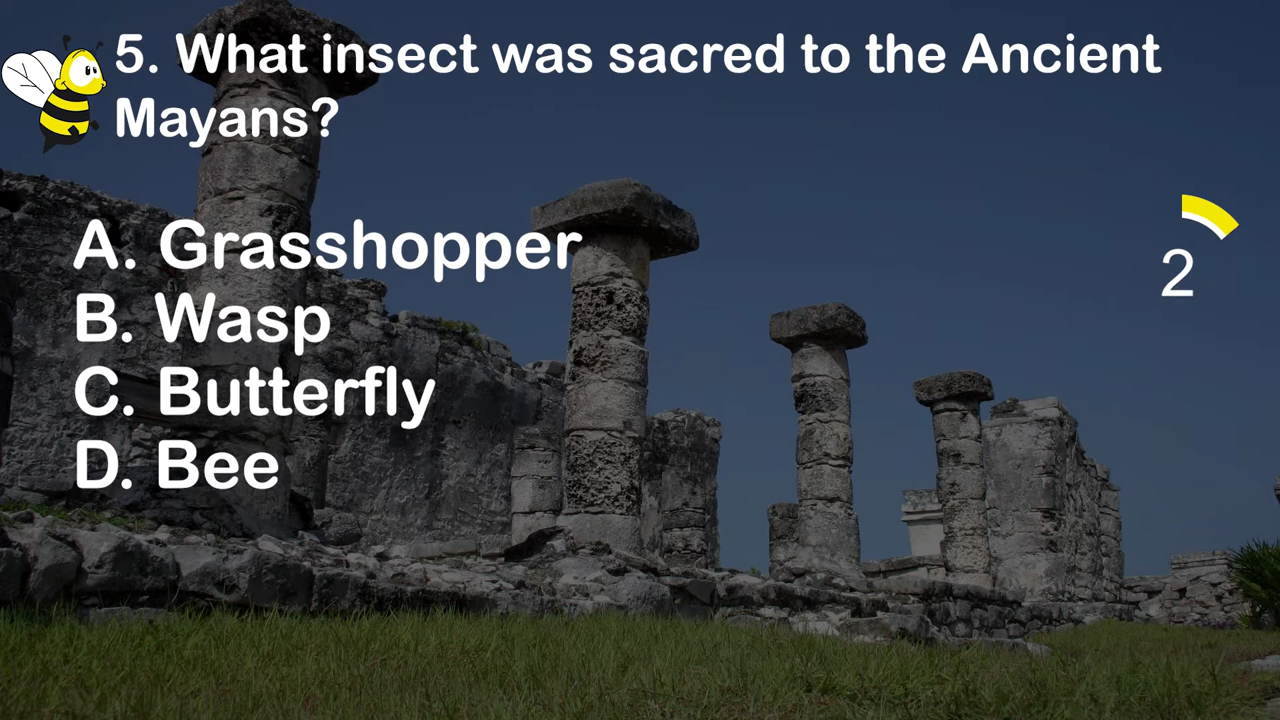 5. What insect was sacred to the Ancient
Mayans?
A. Grasshopper
B. Wasp
C. Butterfly
D. Bee
2